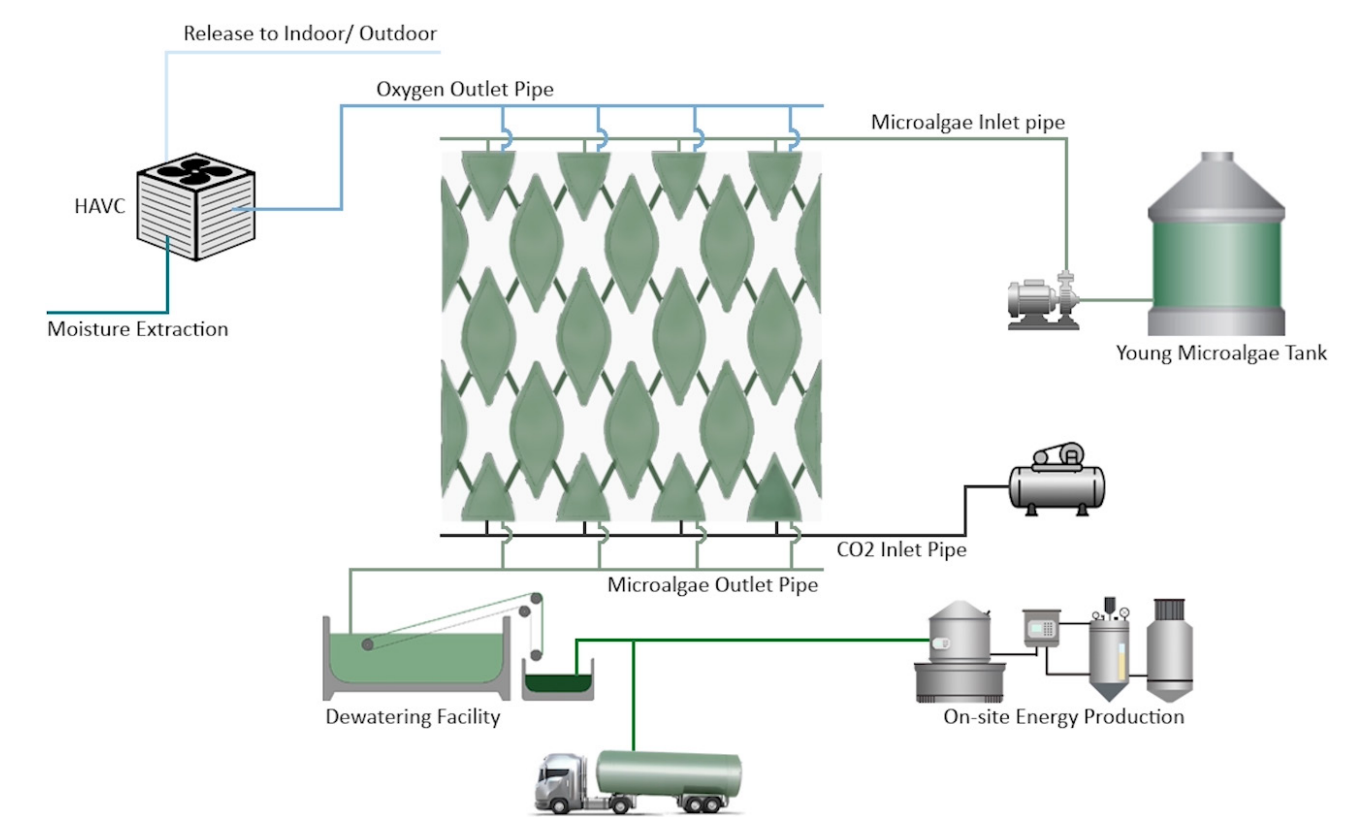 Release to Indoor/ Outdoor
Oxygen Outlet Pipe
Microalgae Inlet pipe
HAVC
Moisture Extraction
Young Microalgae Tank
CO2 Inlet Pipe
Microalgae Outlet Pipe
Dewatering Facility
On-site Energy Production